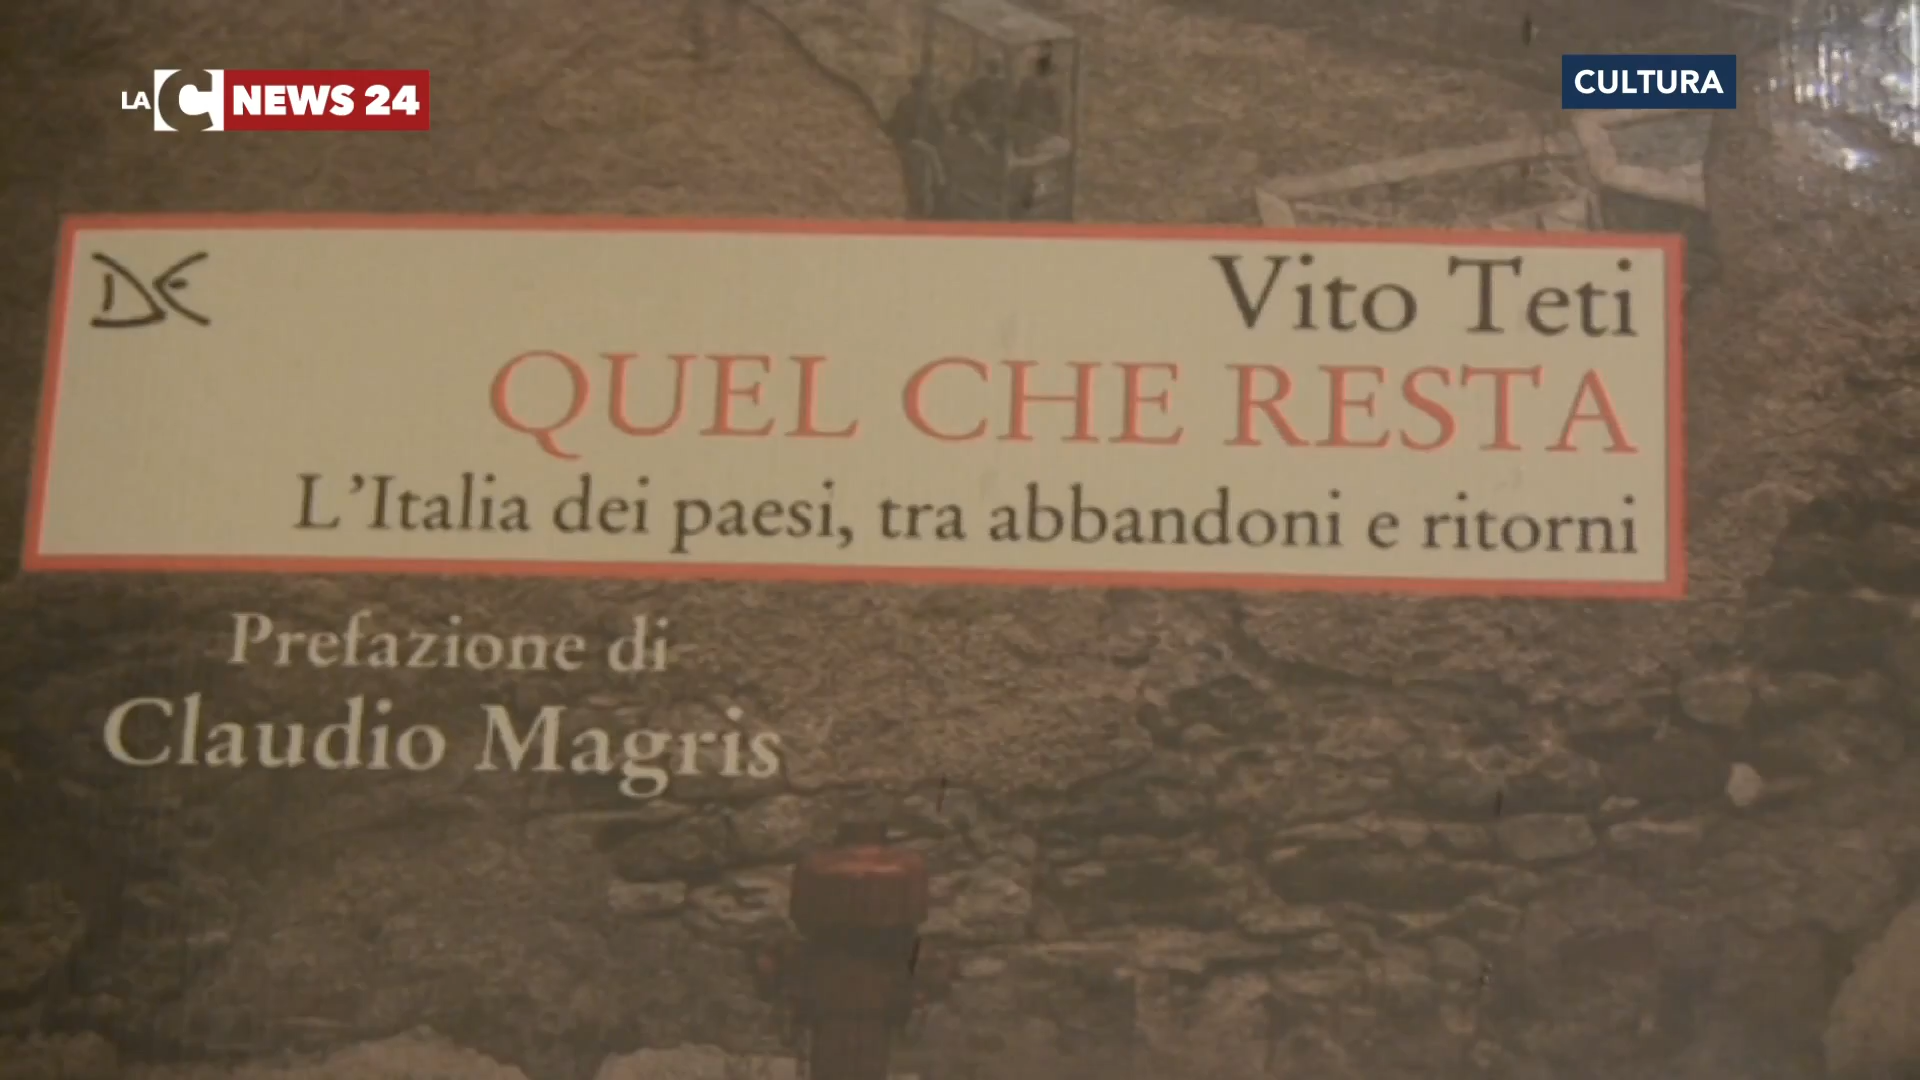 LA C NEWS 24
CULTURA
DE
Vito Teti
QUEL CHE RESTA
L'Italia dei paesi, tra abbandoni e ritorni
Prefazione di
Claudio Magris